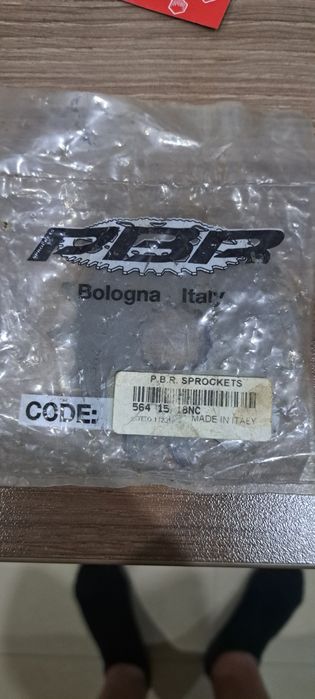 PBR
Bologna Italy
P.B.R. SPROCKETS
CODE:
564 15 18NC
MADE IN ITALY